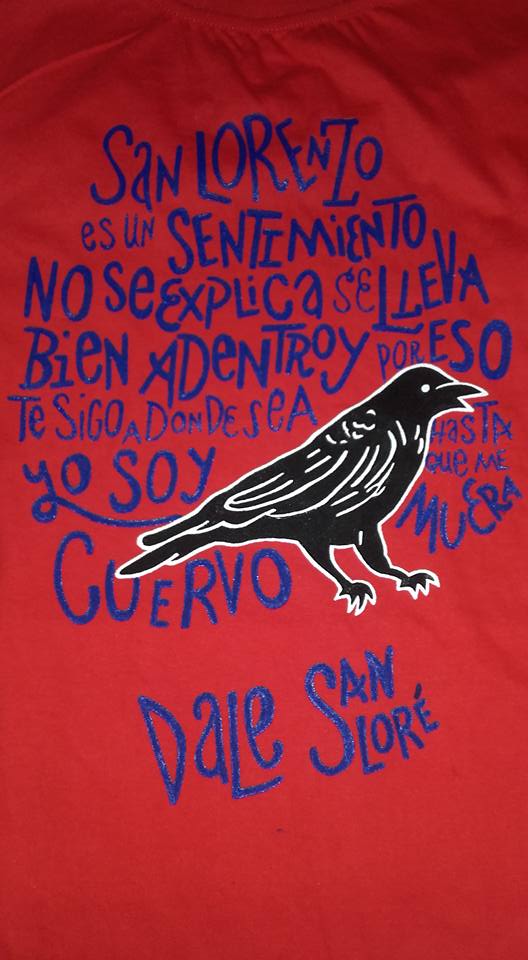 San LORENZO
es UN SENTIMIENTO
NO Se EXPLICa SE LLEVA
BiEN ADENTRO y POR ESO
Te SiGO A DONDE SEA
HASTA
QUE ME
MUERA
yo SOY
CUERVO
DaLe SAN
LORÉ